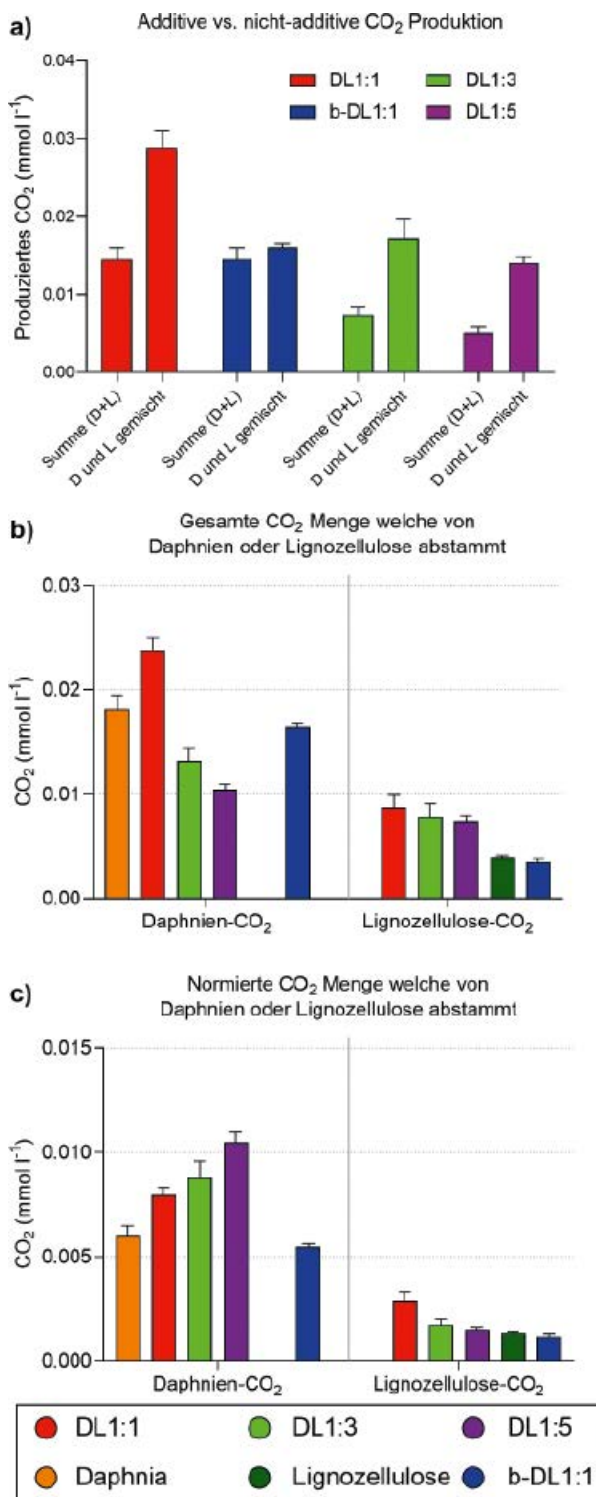 a)
Additive vs. nicht-additive CO₂ Produktion
Produziertes CO₂ (mmol l⁻¹)
0.04
0.03
0.02
0.01
0.00
DL1:1
DL1:3
b-DL1:1
DL1:5
Summe (D+L)
D und L gemischt
Summe (D+L)
D und L gemischt
Summe (D+L)
D und L gemischt
Summe (D+L)
D und L gemischt
b)
Gesamte CO₂ Menge welche von
Daphnien oder Lignozellulose abstammt
CO₂ (mmol l⁻¹)
0.03
0.02
0.01
0.00
Daphnien-CO₂
Lignozellulose-CO₂
c)
Normierte CO₂ Menge welche von
Daphnien oder Lignozellulose abstammt
CO₂ (mmol l⁻¹)
0.015
0.010
0.005
0.000
Daphnien-CO₂
Lignozellulose-CO₂
DL1:1
DL1:3
DL1:5
Daphnia
Lignozellulose
b-DL1:1